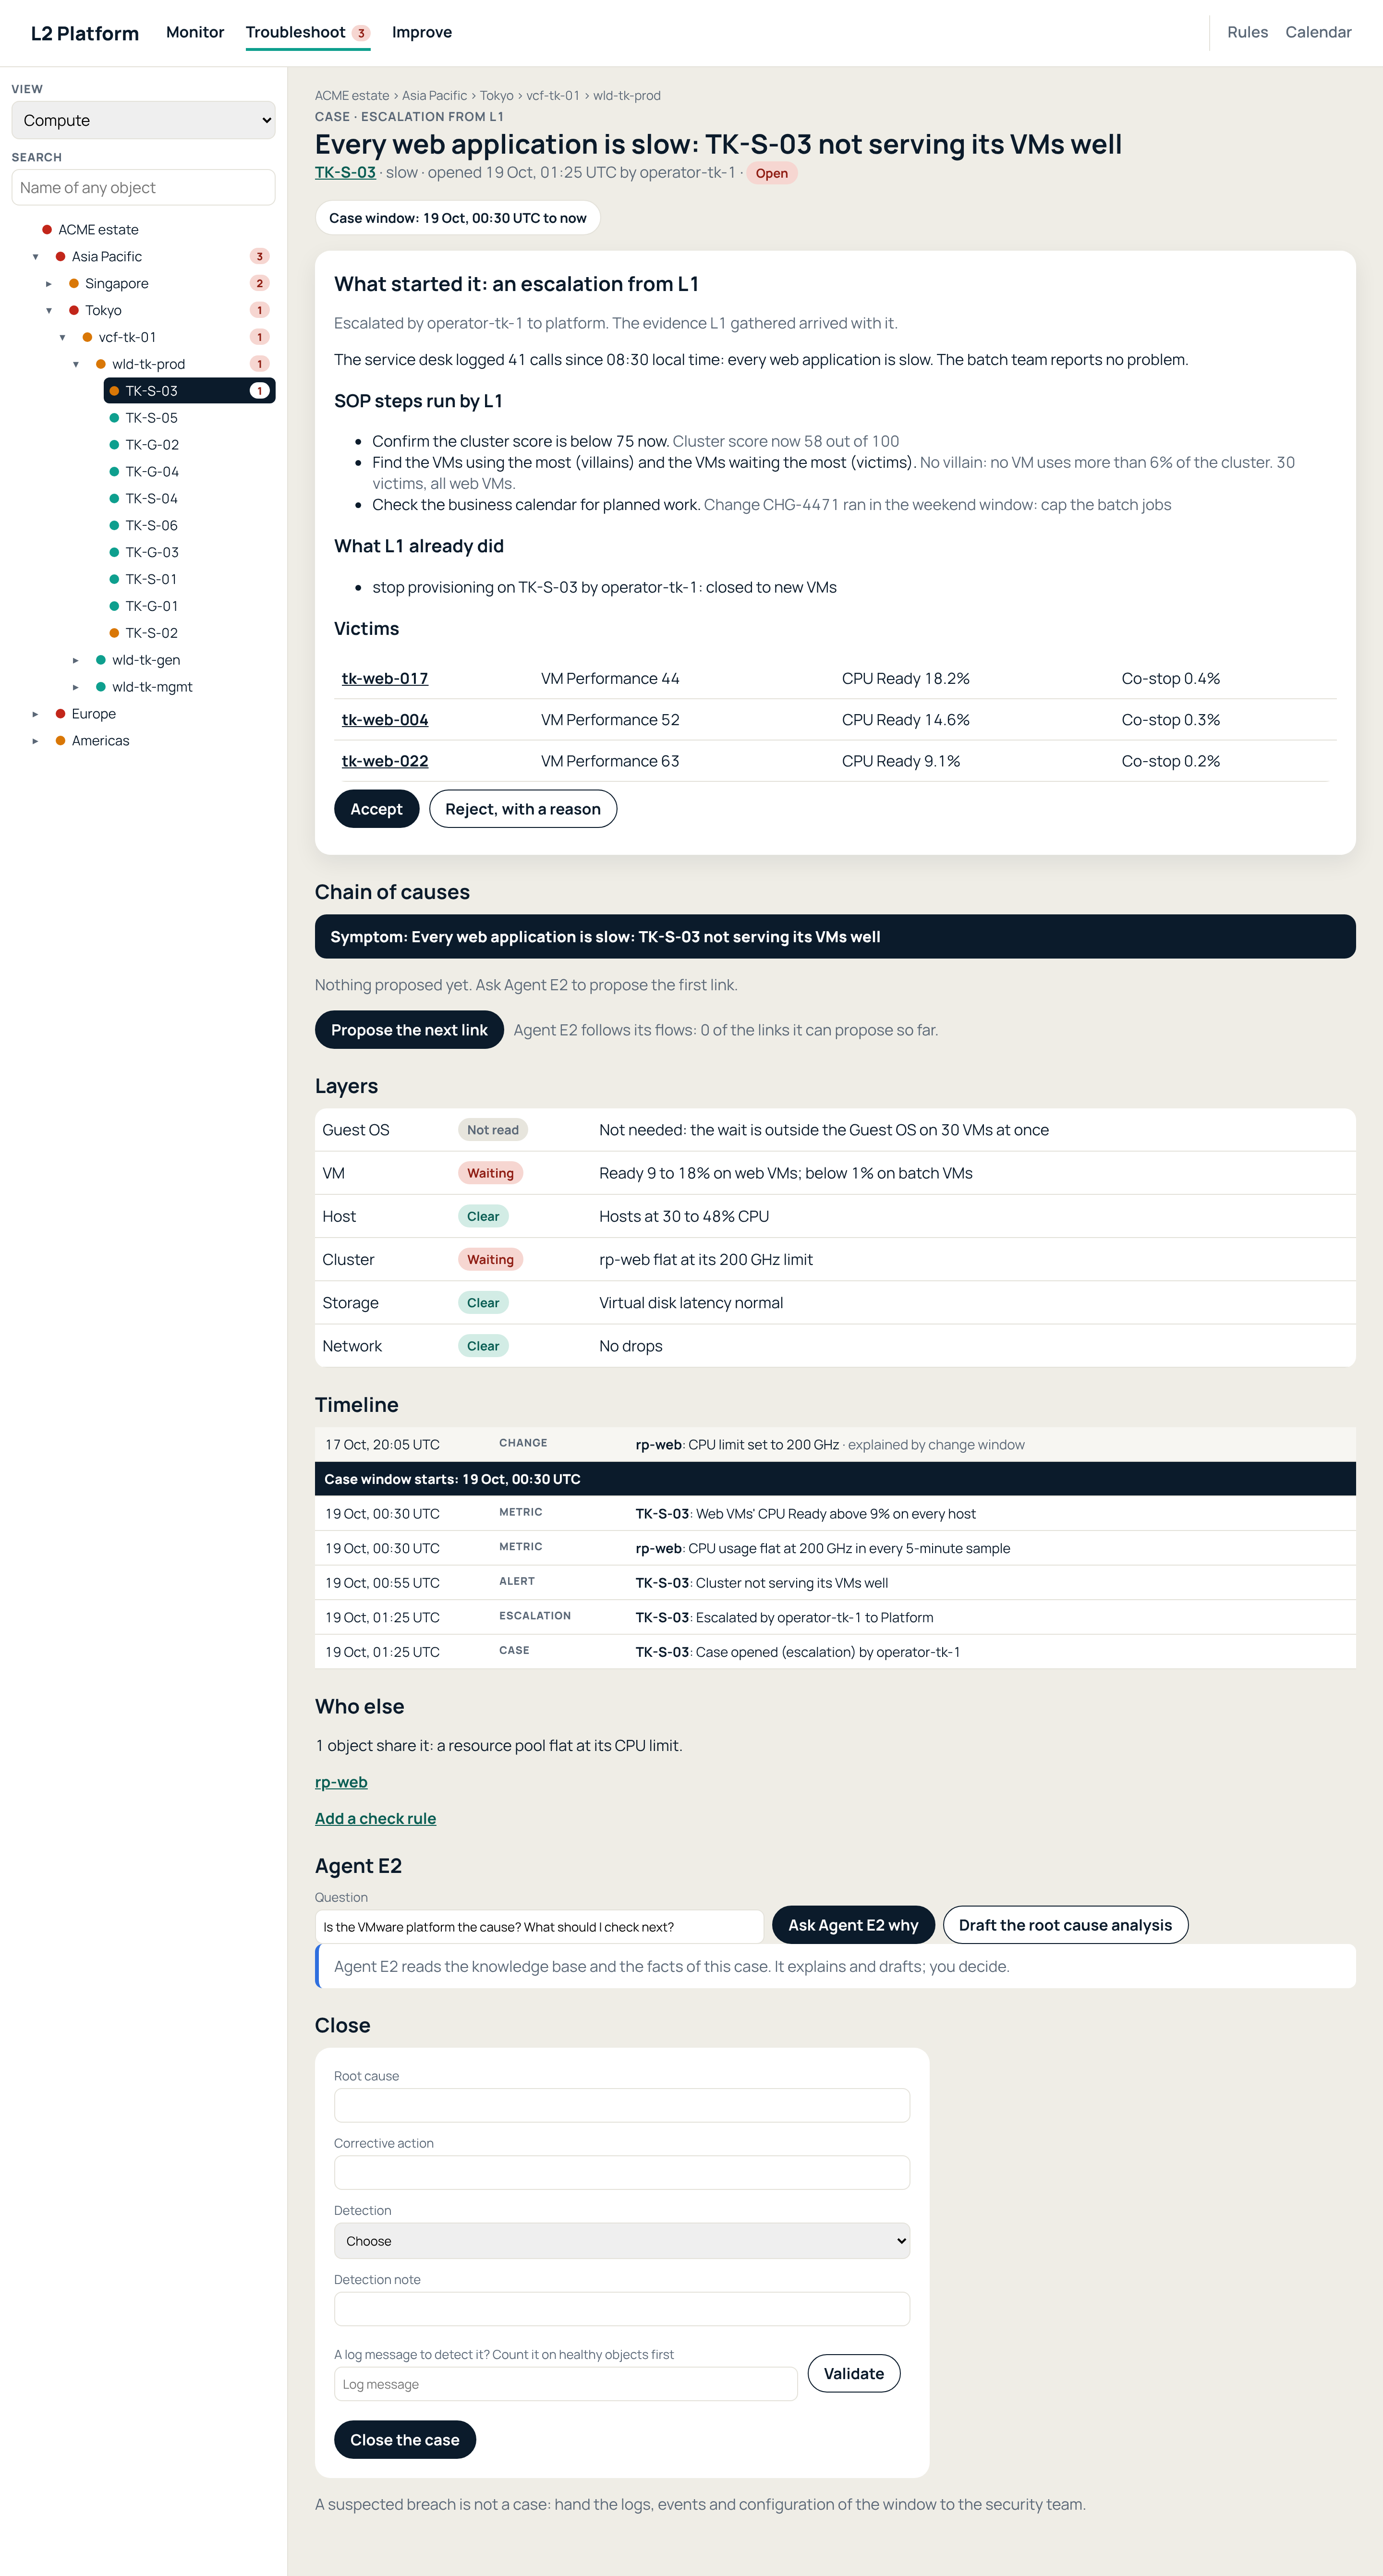 L2 Platform
Monitor
Troubleshoot 3
Improve
Rules
Calendar
VIEW
Compute
SEARCH
Name of any object
ACME estate
Asia Pacific 3
Singapore 2
Tokyo 1
vcf-tk-01 1
wld-tk-prod 1
TK-S-03 1
TK-S-05
TK-G-02
TK-G-04
TK-S-04
TK-S-06
TK-G-03
TK-S-01
TK-G-01
TK-S-02
wld-tk-gen
wld-tk-mgmt
Europe
Americas
ACME estate › Asia Pacific › Tokyo › vcf-tk-01 › wld-tk-prod
CASE · ESCALATION FROM L1
Every web application is slow: TK-S-03 not serving its VMs well
TK-S-03 · slow · opened 19 Oct, 01:25 UTC by operator-tk-1 · Open
Case window: 19 Oct, 00:30 UTC to now
What started it: an escalation from L1
Escalated by operator-tk-1 to platform. The evidence L1 gathered arrived with it.
The service desk logged 41 calls since 08:30 local time: every web application is slow. The batch team reports no problem.
SOP steps run by L1
Confirm the cluster score is below 75 now. Cluster score now 58 out of 100
Find the VMs using the most (villains) and the VMs waiting the most (victims). No villain: no VM uses more than 6% of the cluster. 30
victims, all web VMs.
Check the business calendar for planned work. Change CHG-4471 ran in the weekend window: cap the batch jobs
What L1 already did
stop provisioning on TK-S-03 by operator-tk-1: closed to new VMs
Victims
tk-web-017 VM Performance 44 CPU Ready 18.2% Co-stop 0.4%
tk-web-004 VM Performance 52 CPU Ready 14.6% Co-stop 0.3%
tk-web-022 VM Performance 63 CPU Ready 9.1% Co-stop 0.2%
Accept
Reject, with a reason
Chain of causes
Symptom: Every web application is slow: TK-S-03 not serving its VMs well
Nothing proposed yet. Ask Agent E2 to propose the first link.
Propose the next link
Agent E2 follows its flows: 0 of the links it can propose so far.
Layers
Guest OS Not read Not needed: the wait is outside the Guest OS on 30 VMs at once
VM Waiting Ready 9 to 18% on web VMs; below 1% on batch VMs
Host Clear Hosts at 30 to 48% CPU
Cluster Waiting rp-web flat at its 200 GHz limit
Storage Clear Virtual disk latency normal
Network Clear No drops
Timeline
17 Oct, 20:05 UTC CHANGE rp-web: CPU limit set to 200 GHz · explained by change window
Case window starts: 19 Oct, 00:30 UTC
19 Oct, 00:30 UTC METRIC TK-S-03: Web VMs' CPU Ready above 9% on every host
19 Oct, 00:30 UTC METRIC rp-web: CPU usage flat at 200 GHz in every 5-minute sample
19 Oct, 00:55 UTC ALERT TK-S-03: Cluster not serving its VMs well
19 Oct, 01:25 UTC ESCALATION TK-S-03: Escalated by operator-tk-1 to Platform
19 Oct, 01:25 UTC CASE TK-S-03: Case opened (escalation) by operator-tk-1
Who else
1 object share it: a resource pool flat at its CPU limit.
rp-web
Add a check rule
Agent E2
Question
Is the VMware platform the cause? What should I check next?
Ask Agent E2 why
Draft the root cause analysis
Agent E2 reads the knowledge base and the facts of this case. It explains and drafts; you decide.
Close
Root cause
Corrective action
Detection
Choose
Detection note
A log message to detect it? Count it on healthy objects first
Log message
Validate
Close the case
A suspected breach is not a case: hand the logs, events and configuration of the window to the security team.